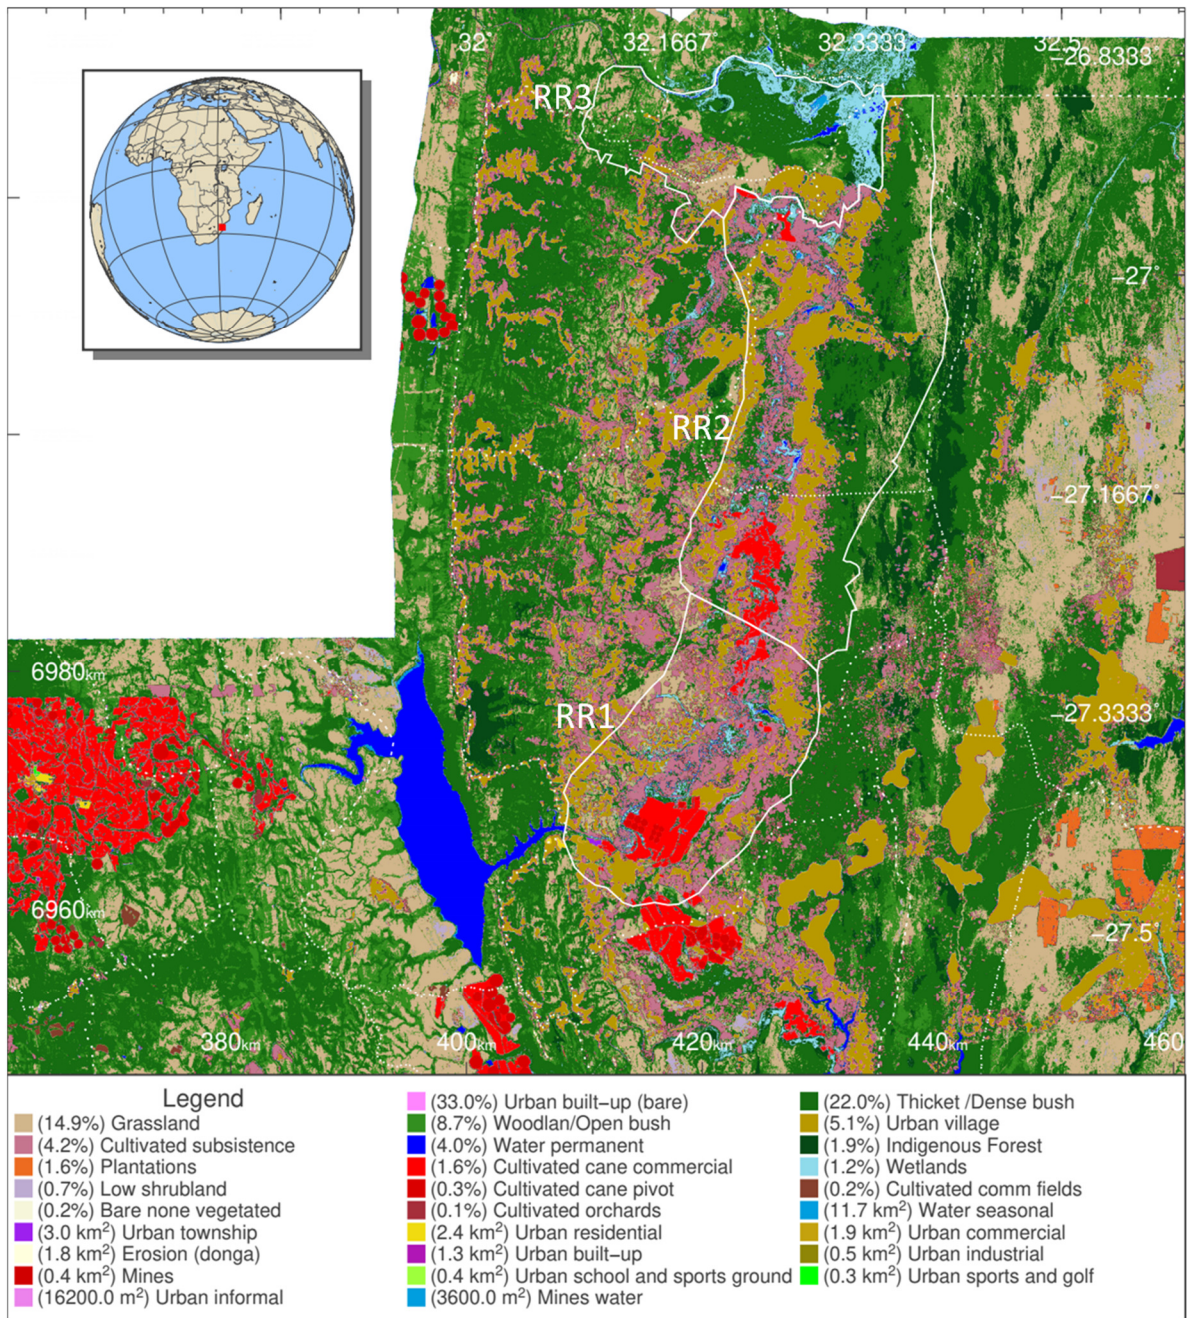 32°
32.1667°
32.3333°
32.5
−26.8333
RR3
−27°
RR2
−27.1667°
6980km
RR1
−27.3333°
6960km
−27.5°
380km
400km
420km
440km
460
Legend
(14.9%) Grassland
(4.2%) Cultivated subsistence
(1.6%) Plantations
(0.7%) Low shrubland
(0.2%) Bare none vegetated
(3.0 km²) Urban township
(1.8 km²) Erosion (donga)
(0.4 km²) Mines
(16200.0 m²) Urban informal
(33.0%) Urban built−up (bare)
(8.7%) Woodlan/Open bush
(4.0%) Water permanent
(1.6%) Cultivated cane commercial
(0.3%) Cultivated cane pivot
(0.1%) Cultivated orchards
(2.4 km²) Urban residential
(1.3 km²) Urban built−up
(0.4 km²) Urban school and sports ground
(3600.0 m²) Mines water
(22.0%) Thicket /Dense bush
(5.1%) Urban village
(1.9%) Indigenous Forest
(1.2%) Wetlands
(0.2%) Cultivated comm fields
(11.7 km²) Water seasonal
(1.9 km²) Urban commercial
(0.5 km²) Urban industrial
(0.3 km²) Urban sports and golf